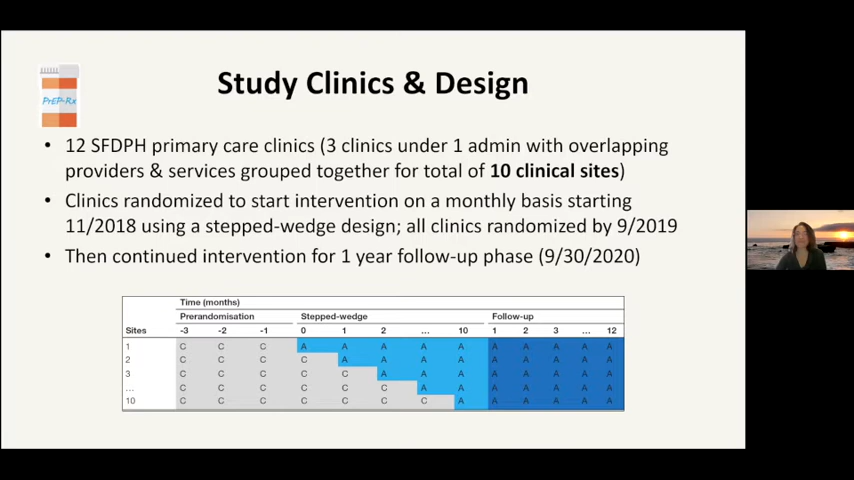 PrEP-Rx
Study Clinics & Design
• 12 SFDPH primary care clinics (3 clinics under 1 admin with overlapping
providers & services grouped together for total of 10 clinical sites)
• Clinics randomized to start intervention on a monthly basis starting
11/2018 using a stepped-wedge design; all clinics randomized by 9/2019
• Then continued intervention for 1 year follow-up phase (9/30/2020)
Time (months)
Prerandomisation Stepped-wedge Follow-up
Sites -3 -2 -1 0 1 2 ... 10 1 2 3 ... 12
1 C C C A A A A A A A A A A
2 C C C C A A A A A A A A A
3 C C C C C A A A A A A A A
... C C C C C C A A A A A A A
10 C C C C C C C A A A A A A